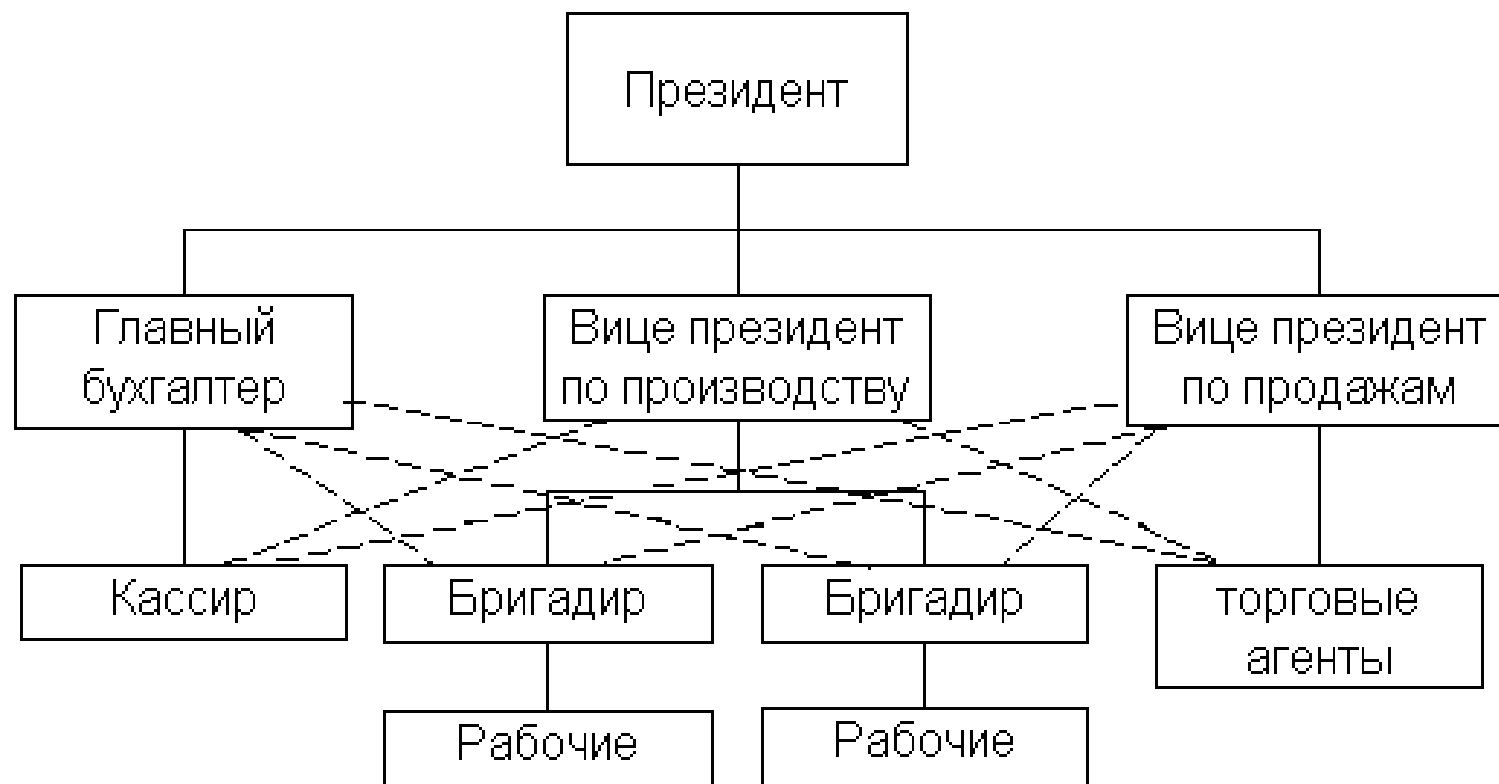 Президент
Главный
бухгалтер
Вице президент
по производству
Вице президент
по продажам
Кассир
Бригадир
Бригадир
торговые
агенты
Рабочие
Рабочие